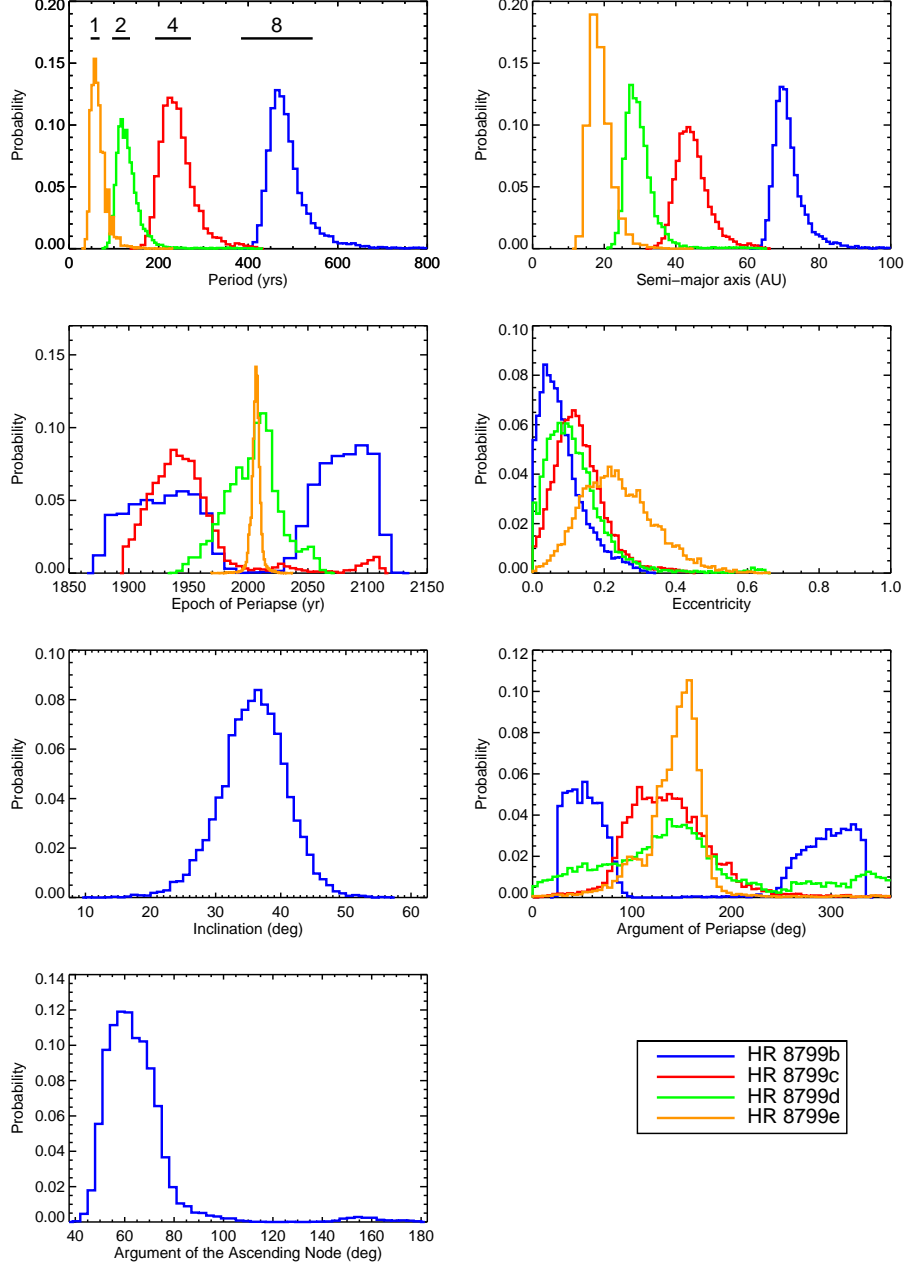 1 2 4 8
0.20
0.15
0.10
0.05
0.00
Probability
0 200 400 600 800
Period (yrs)
0.20
0.15
0.10
0.05
0.00
Probability
0 20 40 60 80 100
Semi−major axis (AU)
0.15
0.10
0.05
0.00
Probability
1850 1900 1950 2000 2050 2100 2150
Epoch of Periapse (yr)
0.10
0.08
0.06
0.04
0.02
0.00
Probability
0.0 0.2 0.4 0.6 0.8 1.0
Eccentricity
0.10
0.08
0.06
0.04
0.02
0.00
Probability
10 20 30 40 50 60
Inclination (deg)
0.12
0.10
0.08
0.06
0.04
0.02
0.00
Probability
0 100 200 300
Argument of Periapse (deg)
0.14
0.12
0.10
0.08
0.06
0.04
0.02
0.00
Probability
40 60 80 100 120 140 160 180
Argument of the Ascending Node (deg)
HR 8799b
HR 8799c
HR 8799d
HR 8799e